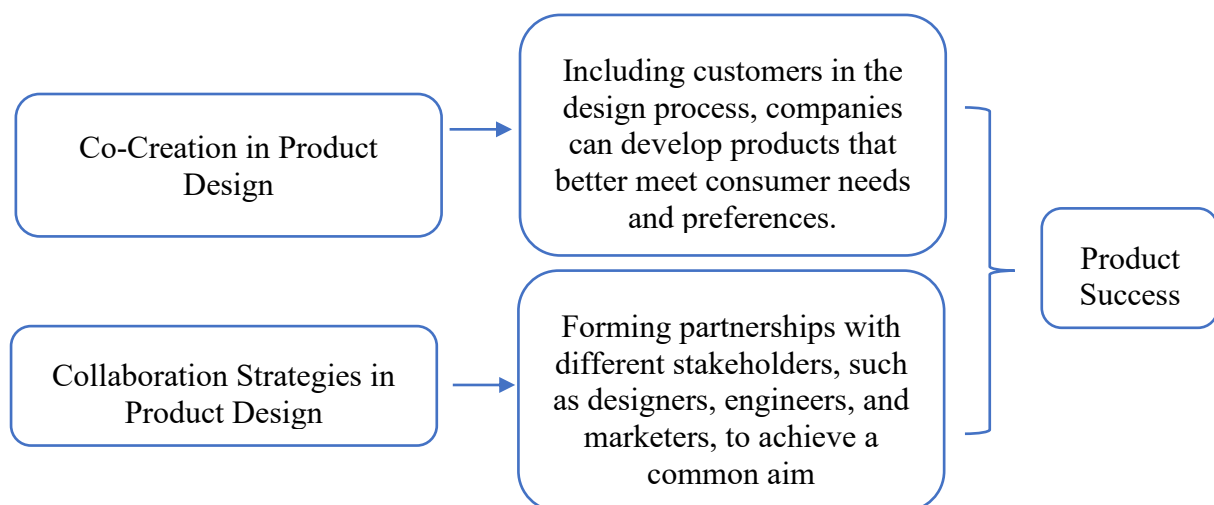 Co-Creation in Product
Design
Including customers in the
design process, companies
can develop products that
better meet consumer needs
and preferences.
Collaboration Strategies in
Product Design
Forming partnerships with
different stakeholders, such
as designers, engineers, and
marketers, to achieve a
common aim
Product
Success